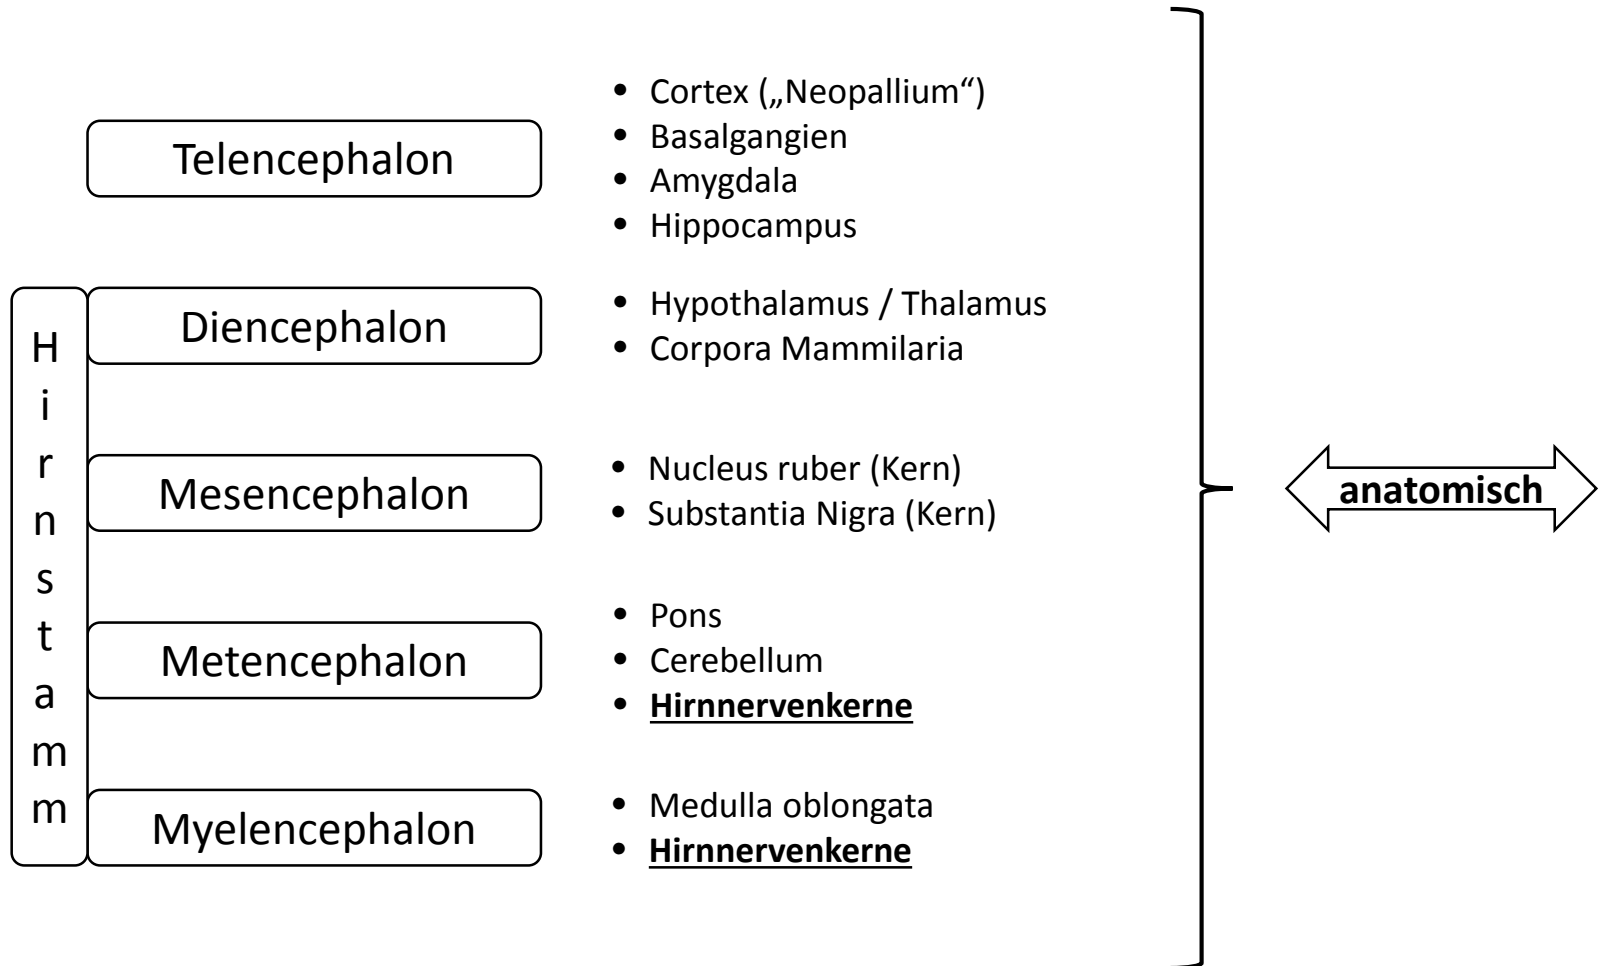 Telencephalon
• Cortex („Neopallium“)
• Basalgangien
• Amygdala
• Hippocampus
Hirnstamm
Diencephalon
• Hypothalamus / Thalamus
• Corpora Mammilaria
Mesencephalon
• Nucleus ruber (Kern)
• Substantia Nigra (Kern)
anatomisch
Metencephalon
• Pons
• Cerebellum
• Hirnnervenkerne
Myelencephalon
• Medulla oblongata
• Hirnnervenkerne